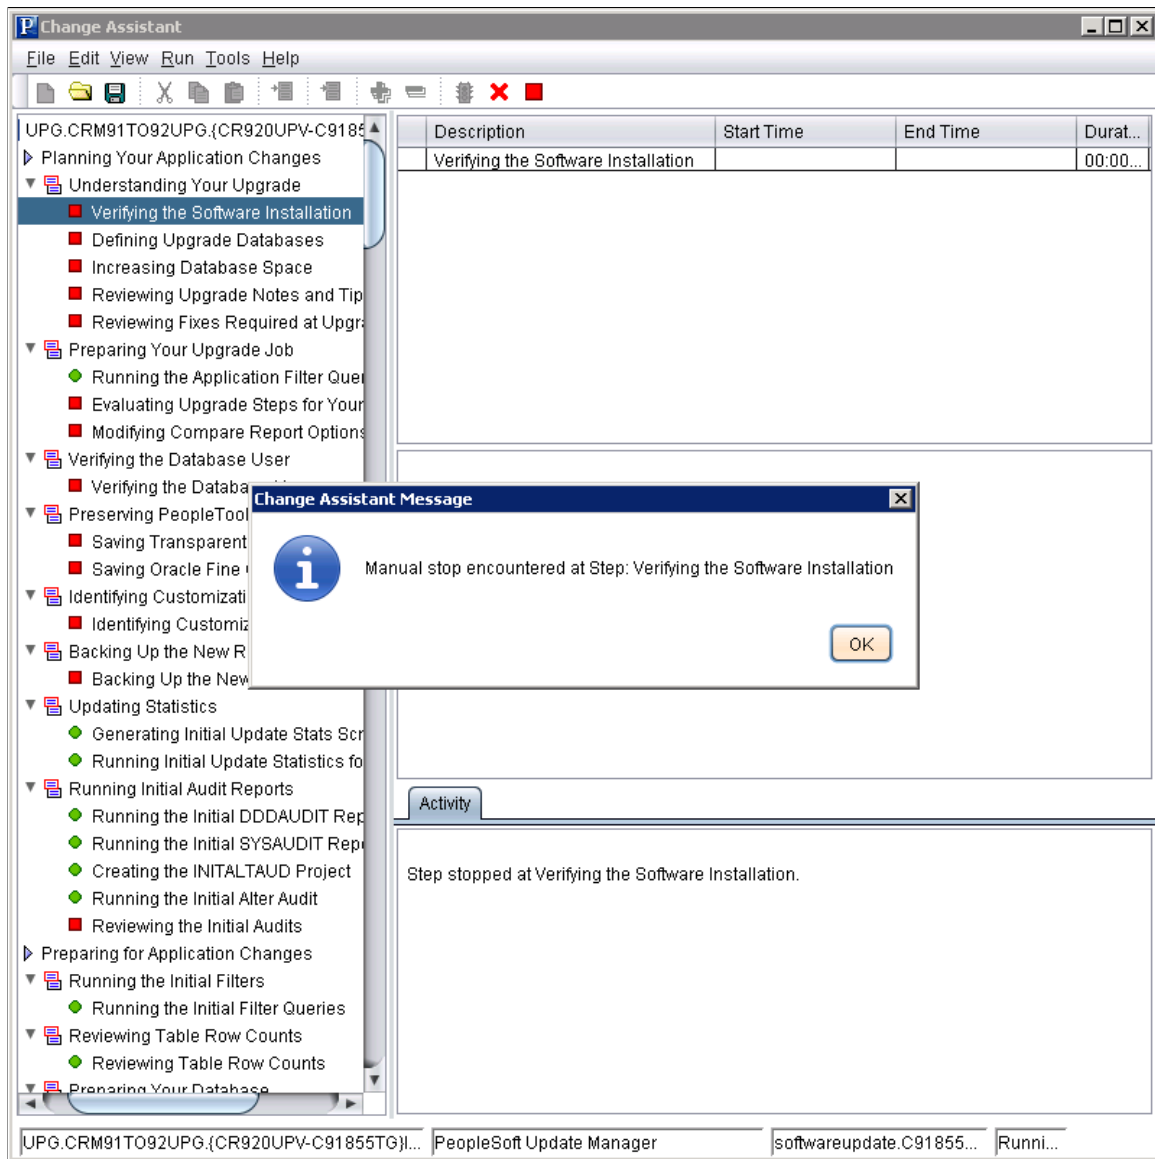 Change Assistant
File Edit View Run Tools Help
UPG.CRM91TO92UPG.{CR920UPV-C9185
Planning Your Application Changes
Understanding Your Upgrade
Verifying the Software Installation
Defining Upgrade Databases
Increasing Database Space
Reviewing Upgrade Notes and Tip
Reviewing Fixes Required at Upgra
Preparing Your Upgrade Job
Running the Application Filter Quer
Evaluating Upgrade Steps for Your
Modifying Compare Report Options
Verifying the Database User
Verifying the Databa
Preserving PeopleTool
Saving Transparent
Saving Oracle Fine
Identifying Customizati
Identifying Customiz
Backing Up the New R
Backing Up the New
Updating Statistics
Generating Initial Update Stats Scr
Running Initial Update Statistics fo
Running Initial Audit Reports
Running the Initial DDDAUDIT Rep
Running the Initial SYSAUDIT Repo
Creating the INITALTAUD Project
Running the Initial Alter Audit
Reviewing the Initial Audits
Preparing for Application Changes
Running the Initial Filters
Running the Initial Filter Queries
Reviewing Table Row Counts
Reviewing Table Row Counts
Preparing Your Database
Description Start Time End Time Durat...
Verifying the Software Installation 00:00...
Change Assistant Message
Manual stop encountered at Step: Verifying the Software Installation
OK
Activity
Step stopped at Verifying the Software Installation.
UPG.CRM91TO92UPG.{CR920UPV-C91855TG}I... PeopleSoft Update Manager softwareupdate.C91855... Runni...